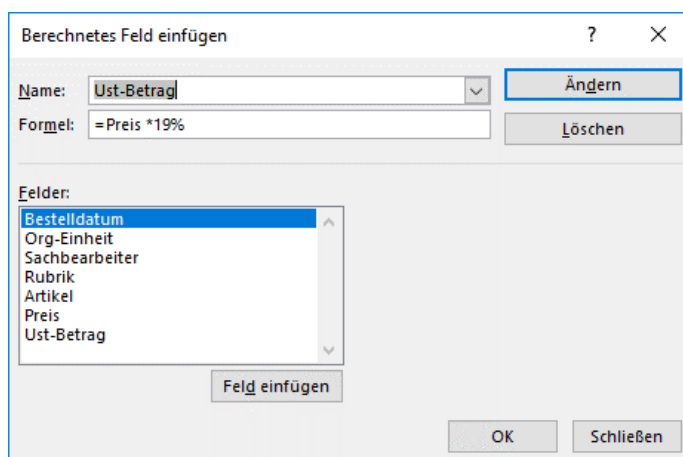 Berechnetes Feld einfügen
?
Name: Ust-Betrag
Ändern
Formel: =Preis *19%
Löschen
Felder:
Bestelldatum
Org-Einheit
Sachbearbeiter
Rubrik
Artikel
Preis
Ust-Betrag
Feld einfügen
OK Schließen